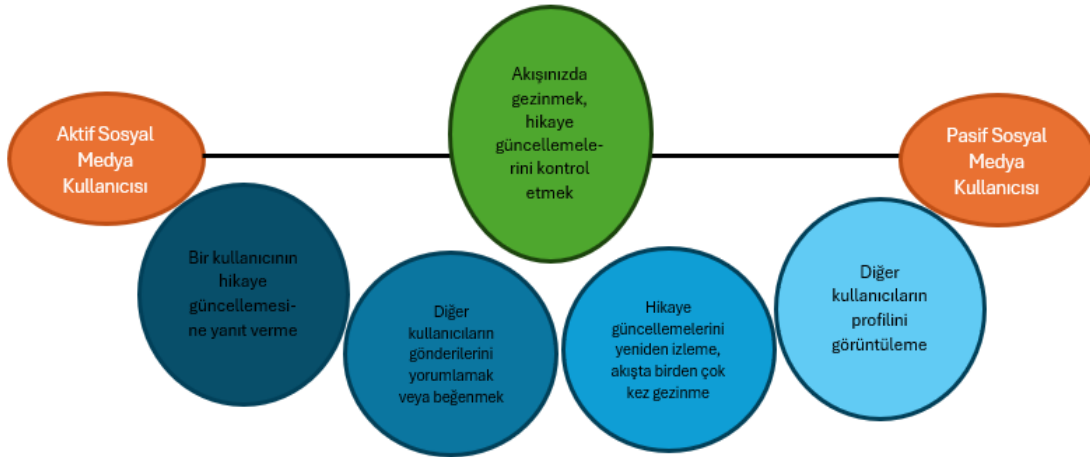 Akışınızda
gezinmek,
hikaye
güncellemele-
rini kontrol
etmek
Aktif Sosyal
Medya
Kullanıcısı
Pasif Sosyal
Medya
Kullanıcısı
Bir kullanıcının
hikaye
güncellemesi-
ne yanıt verme
Diğer
kullanıcıların
gönderilerini
yorumlamak
veya beğenmek
Hikaye
güncellemelerini
yeniden izleme,
akışta birden çok
kez gezinme
Diğer
kullanıcıların
profilini
görüntüleme